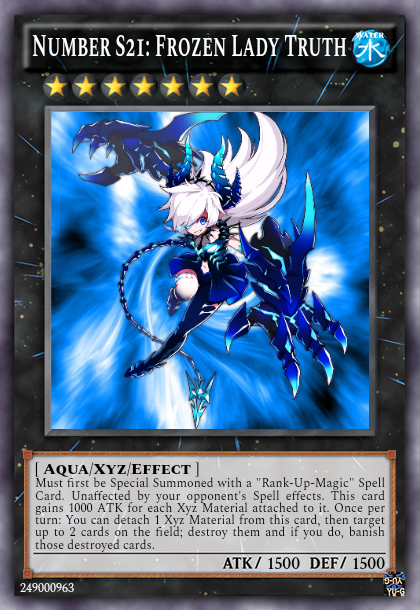 NUMBER S21: FROZEN LADY TRUTH
WATER
水
[ AQUA/XYZ/EFFECT ]
Must first be Special Summoned with a "Rank-Up-Magic" Spell
Card. Unaffected by your opponent's Spell effects. This card
gains 1000 ATK for each Xyz Material attached to it. Once per
turn: You can detach 1 Xyz Material from this card, then target
up to 2 cards on the field; destroy them and if you do, banish
those destroyed cards.
ATK / 1500 DEF / 1500
249000963